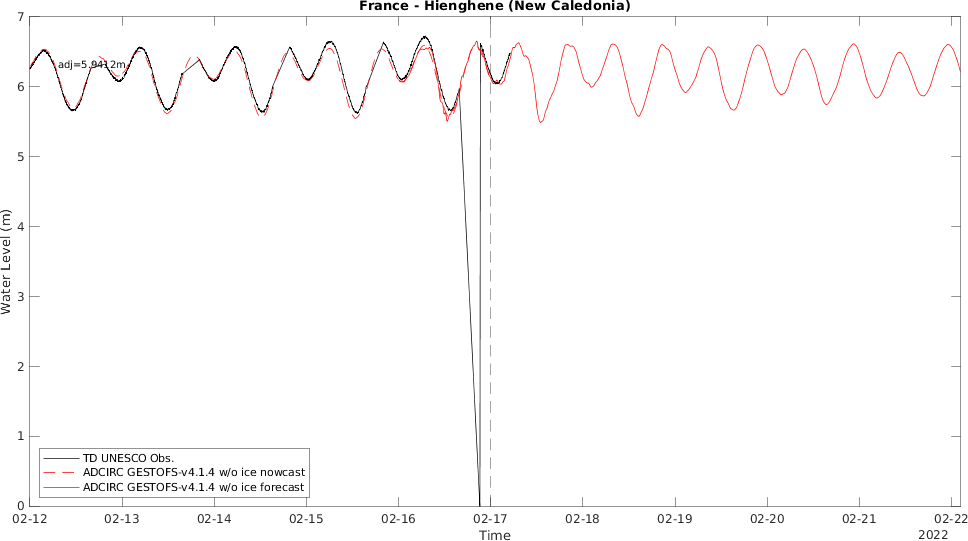 France - Hienghene (New Caledonia)
7
6
5
4
3
2
1
0
Water Level (m)
adj=5.9412m
TD UNESCO Obs.
ADCIRC GESTOFS-v4.1.4 w/o ice nowcast
ADCIRC GESTOFS-v4.1.4 w/o ice forecast
02-12 02-13 02-14 02-15 02-16 02-17 02-18 02-19 02-20 02-21 02-22
Time
2022